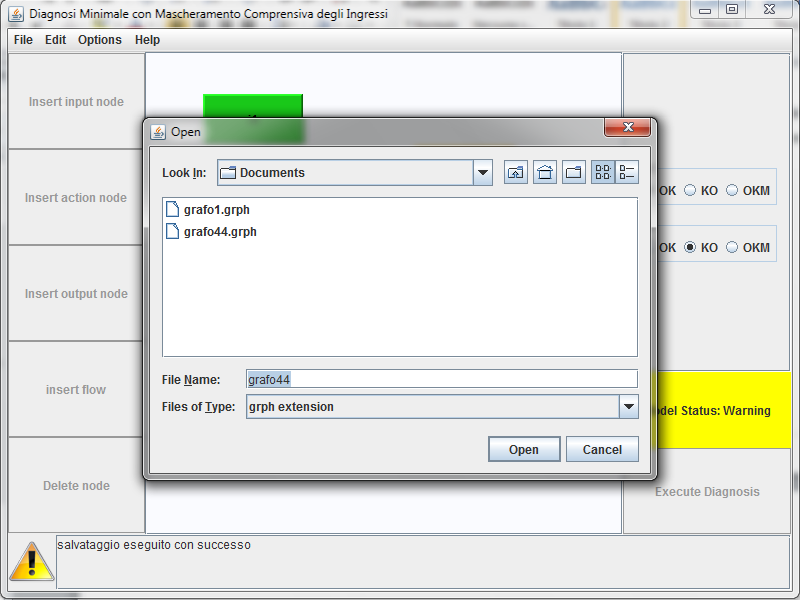 Diagnosi Minimale con Mascheramento Comprensiva degli Ingressi
File Edit Options Help
Insert input node
Insert action node
Insert output node
insert flow
Delete node
Open
Look In: Documents
grafo1.grph
grafo44.grph
File Name: grafo44
Files of Type: grph extension
Open Cancel
OK KO OKM
OK KO OKM
del Status: Warning
Execute Diagnosis
salvataggio eseguito con successo